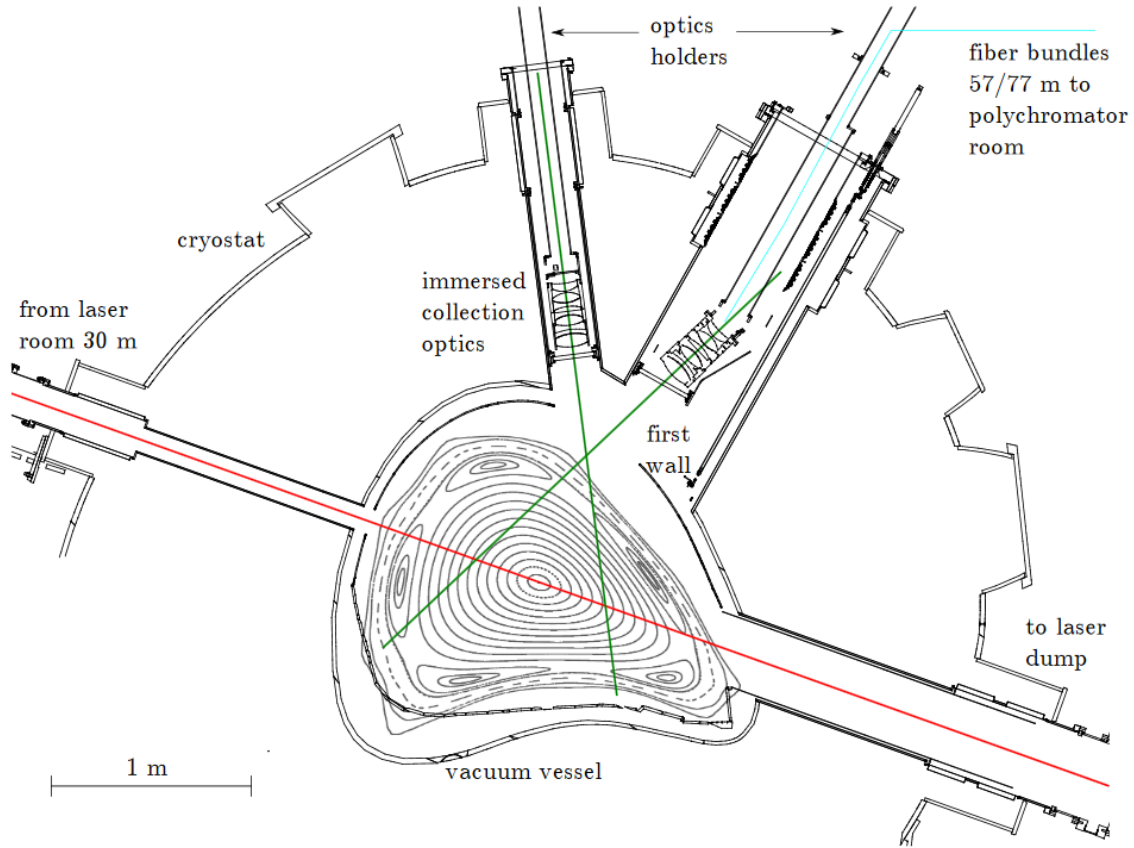 optics
holders
fiber bundles
57/77 m to
polychromator
room
cryostat
immersed
collection
optics
from laser
room 30 m
first
wall
to laser
dump
1 m
vacuum vessel